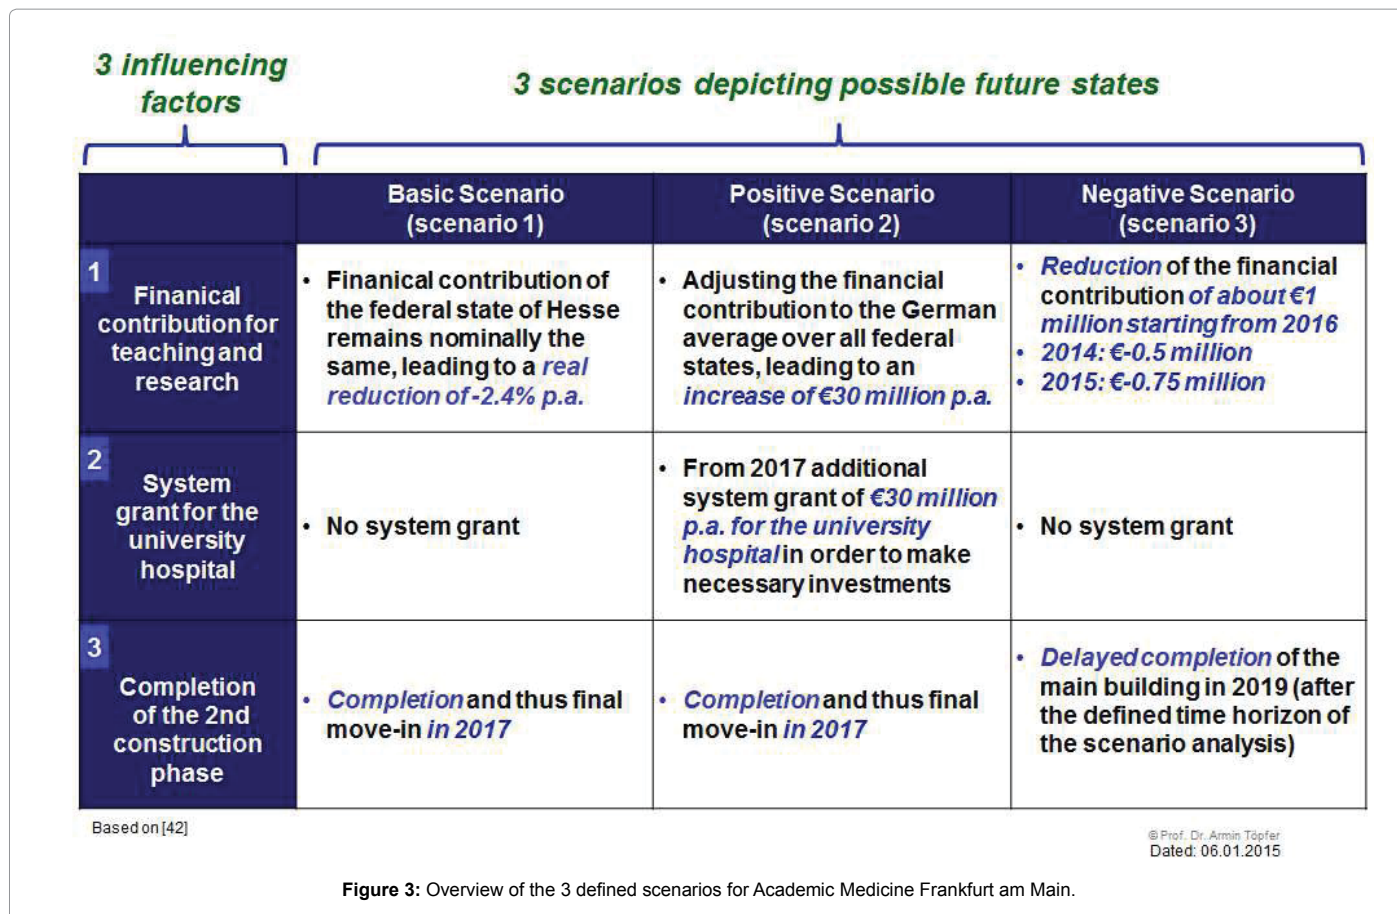 3 influencing
factors
3 scenarios depicting possible future states
Basic Scenario
(scenario 1)
Positive Scenario
(scenario 2)
Negative Scenario
(scenario 3)
1
Finanical
contribution for
teaching and
research
• Finanical contribution of
the federal state of Hesse
remains nominally the
same, leading to a real
reduction of -2.4% p.a.
• Adjusting the financial
contribution to the German
average over all federal
states, leading to an
increase of €30 million p.a.
• Reduction of the financial
contribution of about €1
million starting from 2016
• 2014: €-0.5 million
• 2015: €-0.75 million
2
System
grant for the
university
hospital
• No system grant
• From 2017 additional
system grant of €30 million
p.a. for the university
hospital in order to make
necessary investments
• No system grant
3
Completion
of the 2nd
construction
phase
• Completion and thus final
move-in in 2017
• Completion and thus final
move-in in 2017
• Delayed completion of the
main building in 2019 (after
the defined time horizon of
the scenario analysis)
Based on [42]
© Prof. Dr. Armin Töpfer
Dated: 06.01.2015
Figure 3: Overview of the 3 defined scenarios for Academic Medicine Frankfurt am Main.